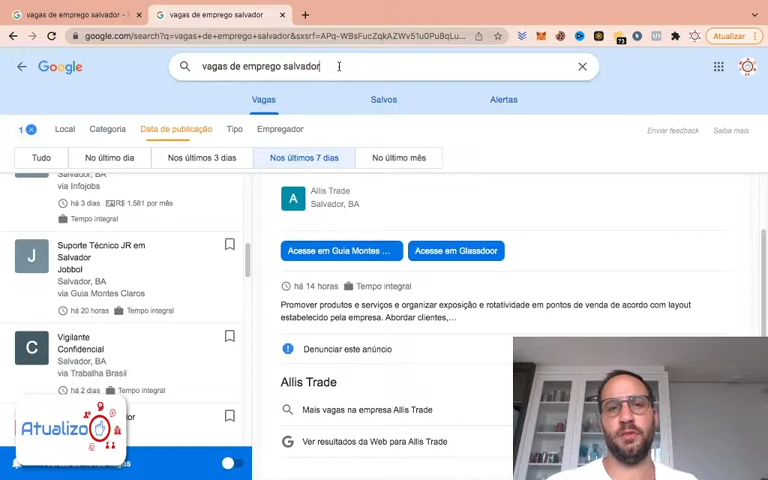 vagas de emprego salvador - P
vagas de emprego salvador
google.com/search?q=vagas+de+emprego+salvador&sxsrf=APq-WBsFucZqkAZWv51u0Pu8qLu...
73
Atualizar
Google
vagas de emprego salvador
Vagas
Salvos
Alertas
1
Local
Categoria
Data de publicação
Tipo
Empregador
Enviar feedback
Saiba mais
Tudo
No último dia
Nos últimos 3 dias
Nos últimos 7 dias
No último mês
Salvador, BA
via Infojobs
há 3 dias
R$ 1.581 por mês
Tempo integral
J
Suporte Técnico JR em
Salvador
Jobbol
Salvador, BA
via Guia Montes Claros
há 20 horas
Tempo integral
C
Vigilante
Confidencial
Salvador, BA
via Trabalha Brasil
há 2 dias
Tempo integral
Atualizo
A
Allis Trade
Salvador, BA
Acesse em Guia Montes ...
Acesse em Glassdoor
há 14 horas
Tempo integral
Promover produtos e serviços e organizar exposição e rotatividade em pontos de venda de acordo com layout
estabelecido pela empresa. Abordar clientes,...
Denunciar este anúncio
Allis Trade
Mais vagas na empresa Allis Trade
Ver resultados da Web para Allis Trade